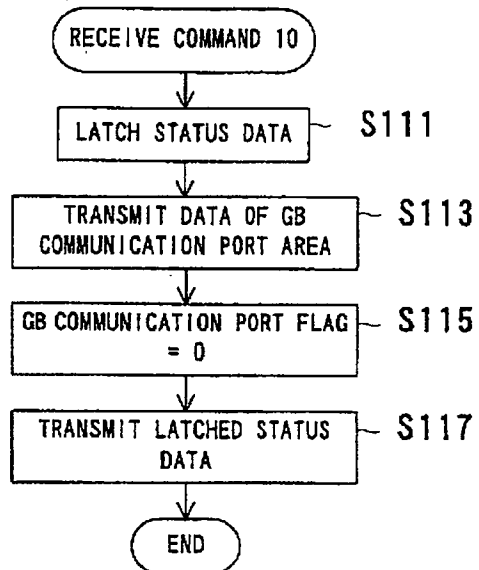 RECEIVE COMMAND 10
LATCH STATUS DATA
S111
TRANSMIT DATA OF GB
COMMUNICATION PORT AREA
S113
GB COMMUNICATION PORT FLAG
= 0
S115
TRANSMIT LATCHED STATUS
DATA
S117
END